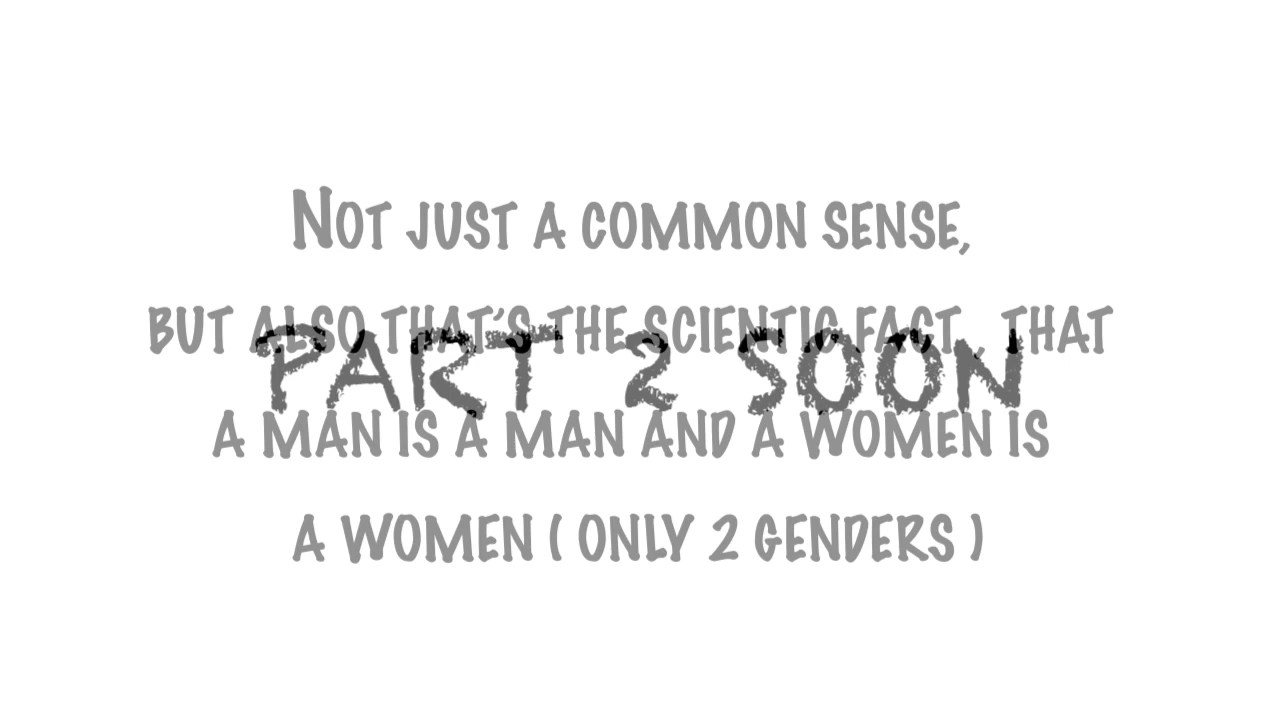 Not just a common sense,
but also that's the scientic fact , that
PART 2 SOON
a man is a man and a women is
a women ( only 2 genders )